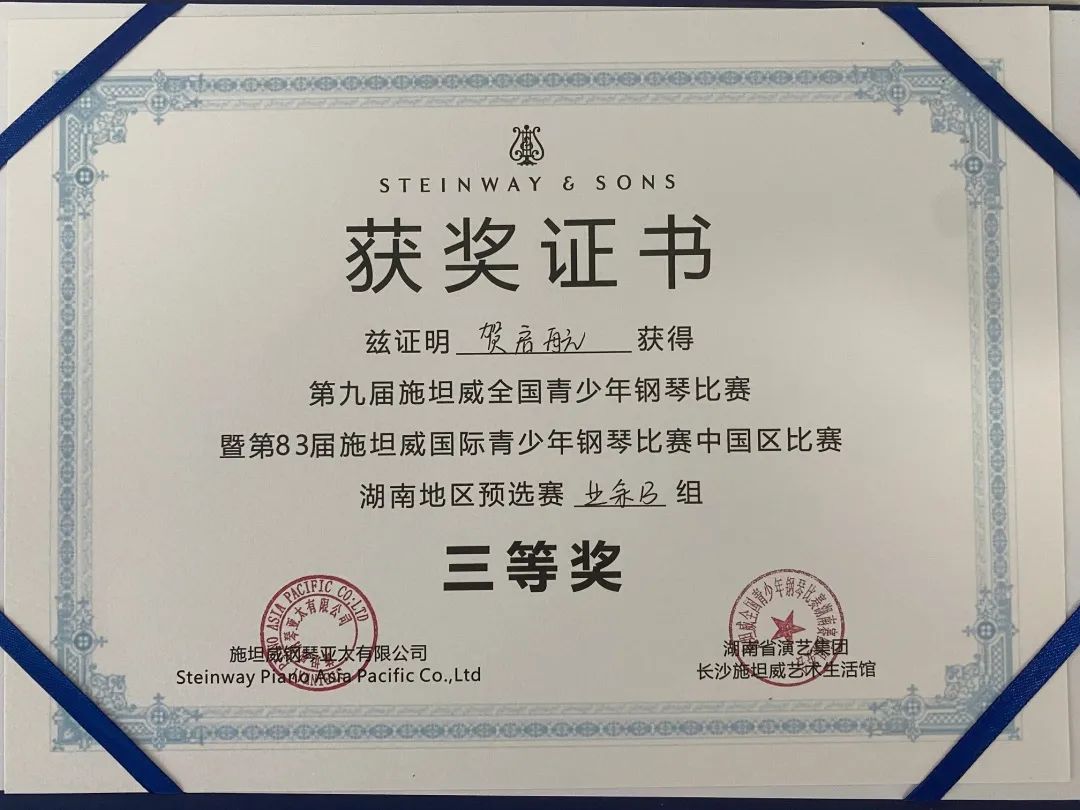 STEINWAY & SONS
获奖证书
兹证明 贺启航 获得
第九届施坦威全国青少年钢琴比赛
暨第83届施坦威国际青少年钢琴比赛中国区比赛
湖南地区预选赛 业余B 组
三等奖
施坦威钢琴亚太有限公司
Steinway Piano Asia Pacific Co.,Ltd
湖南省演艺集团
长沙施坦威艺术生活馆